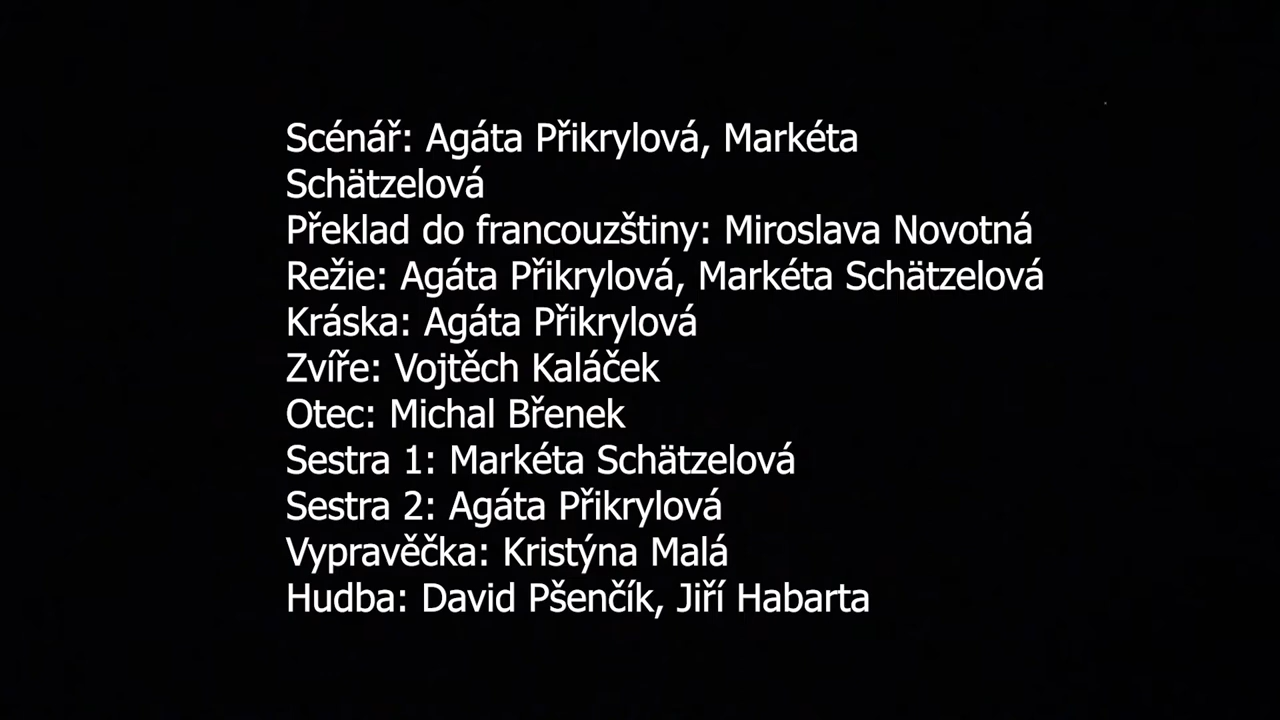 Scénář: Agáta Přikrylová, Markéta
Schätzelová
Překlad do francouzštiny: Miroslava Novotná
Režie: Agáta Přikrylová, Markéta Schätzelová
Kráska: Agáta Přikrylová
Zvíře: Vojtěch Kaláček
Otec: Michal Břenek
Sestra 1: Markéta Schätzelová
Sestra 2: Agáta Přikrylová
Vypravěčka: Kristýna Malá
Hudba: David Pšenčík, Jiří Habarta